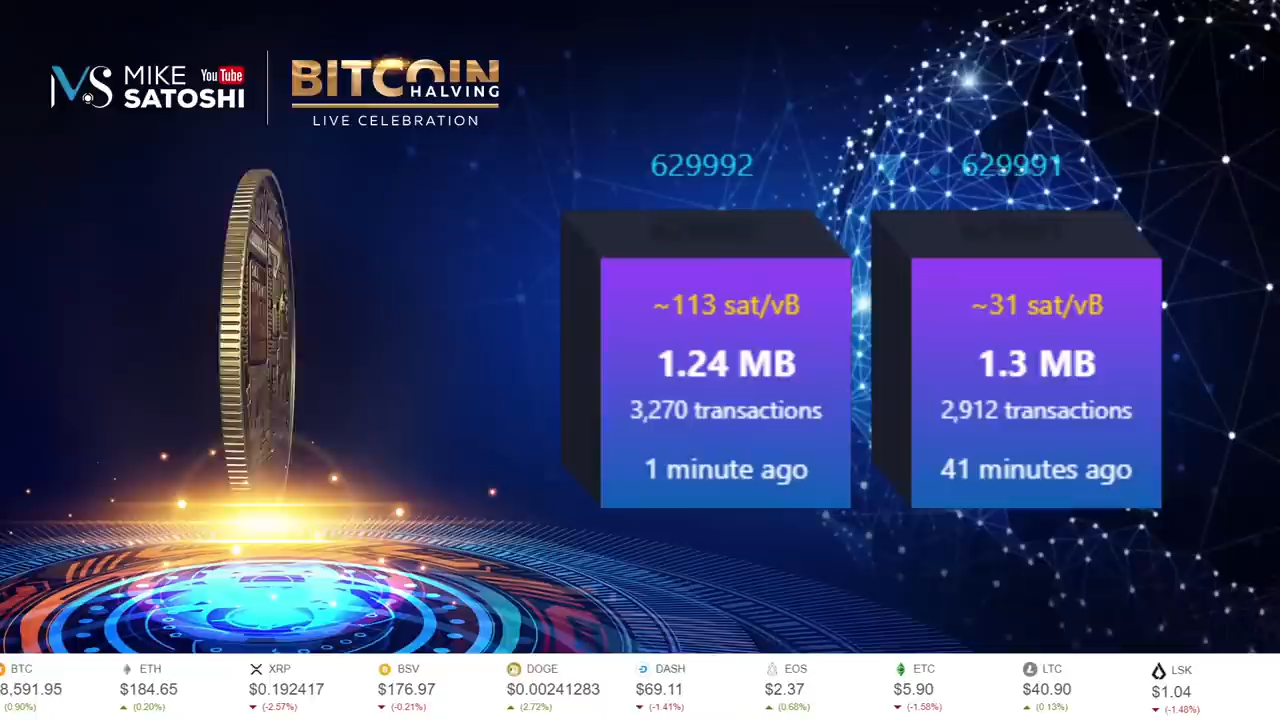 MS MIKE YouTube
SATOSHI
BITCOIN
HALVING
LIVE CELEBRATION
629992
629991
~113 sat/vB
1.24 MB
3,270 transactions
1 minute ago
~31 sat/vB
1.3 MB
2,912 transactions
41 minutes ago
BTC
8,591.95
(0.90%)
ETH
$184.65
(0.20%)
XRP
$0.192417
(-2.57%)
BSV
$176.97
(-0.21%)
DOGE
$0.00241283
(2.72%)
DASH
$69.11
(-1.41%)
EOS
$2.37
(0.68%)
ETC
$5.90
(-1.58%)
LTC
$40.90
(0.13%)
LSK
$1.04
(-1.48%)